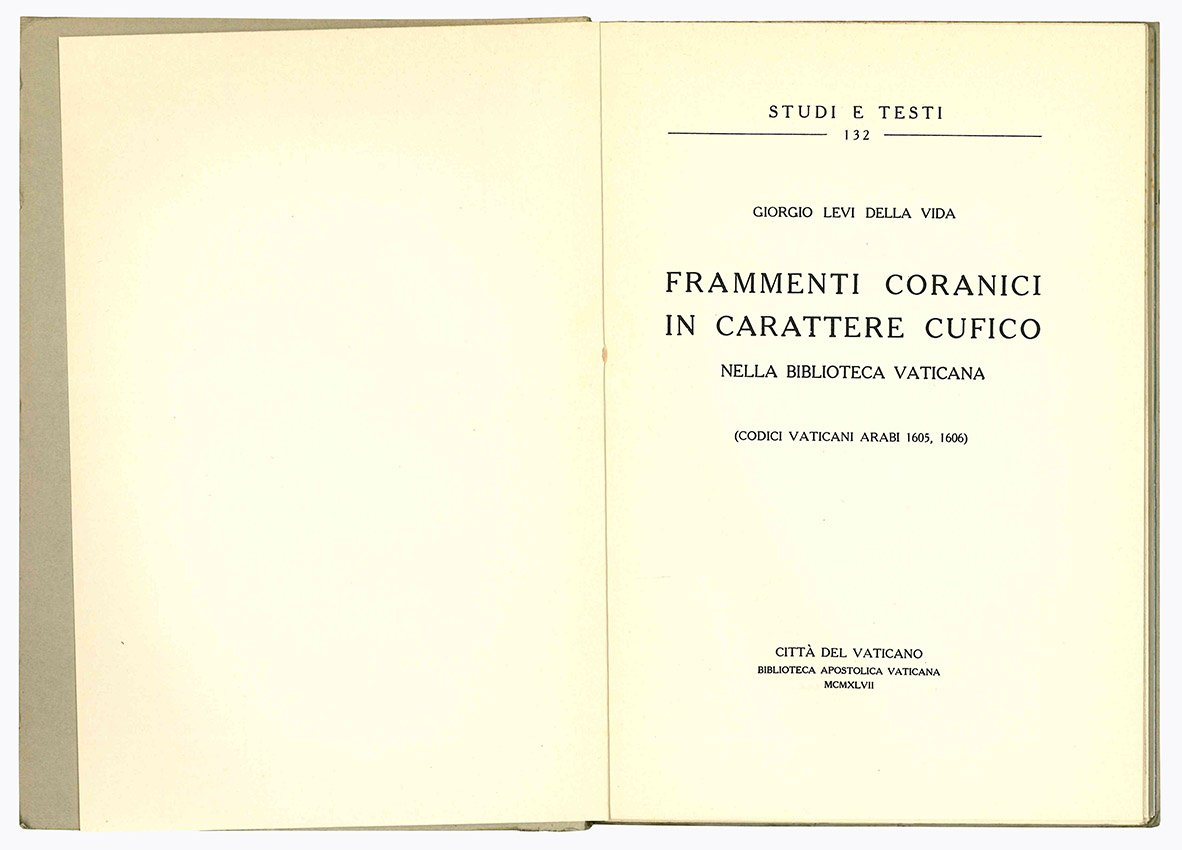 STUDI E TESTI
132
GIORGIO LEVI DELLA VIDA
FRAMMENTI CORANICI
IN CARATTERE CUFICO
NELLA BIBLIOTECA VATICANA
(CODICI VATICANI ARABI 1605, 1606)
CITTÀ DEL VATICANO
BIBLIOTECA APOSTOLICA VATICANA
MCMXLVII